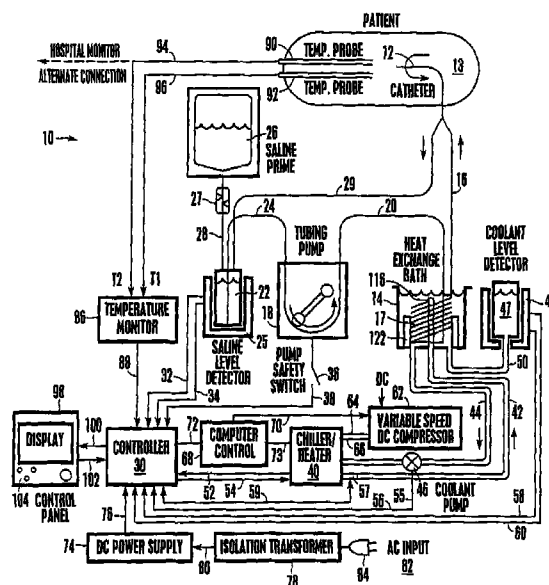 PATIENT
94
90
HOSPITAL MONITOR
TEMP. PROBE
12
13
ALTERNATE CONNECTION
96
92
TEMP. PROBE
CATHETER
10
26
SALINE PRIME
27
29
16
24
20
28
TUBING PUMP
HEAT EXCHANGE BATH
COOLANT LEVEL DETECTOR
T2
T1
116
22
14
47
TEMPERATURE MONITOR
86
17
18
122
25
50
SALINE LEVEL DETECTOR
PUMP SAFETY SWITCH
88
32
34
36
38
DC
62
44
42
98
70
64
VARIABLE SPEED DC COMPRESSOR
DISPLAY
100
CONTROLLER
30
72
COMPUTER CONTROL
68
73
66
CHILLER/HEATER
40
102
104
CONTROL PANEL
52
54
59
57
55
46
COOLANT PUMP
56
58
60
76
74
DC POWER SUPPLY
80
ISOLATION TRANSFORMER
78
84
AC INPUT
82